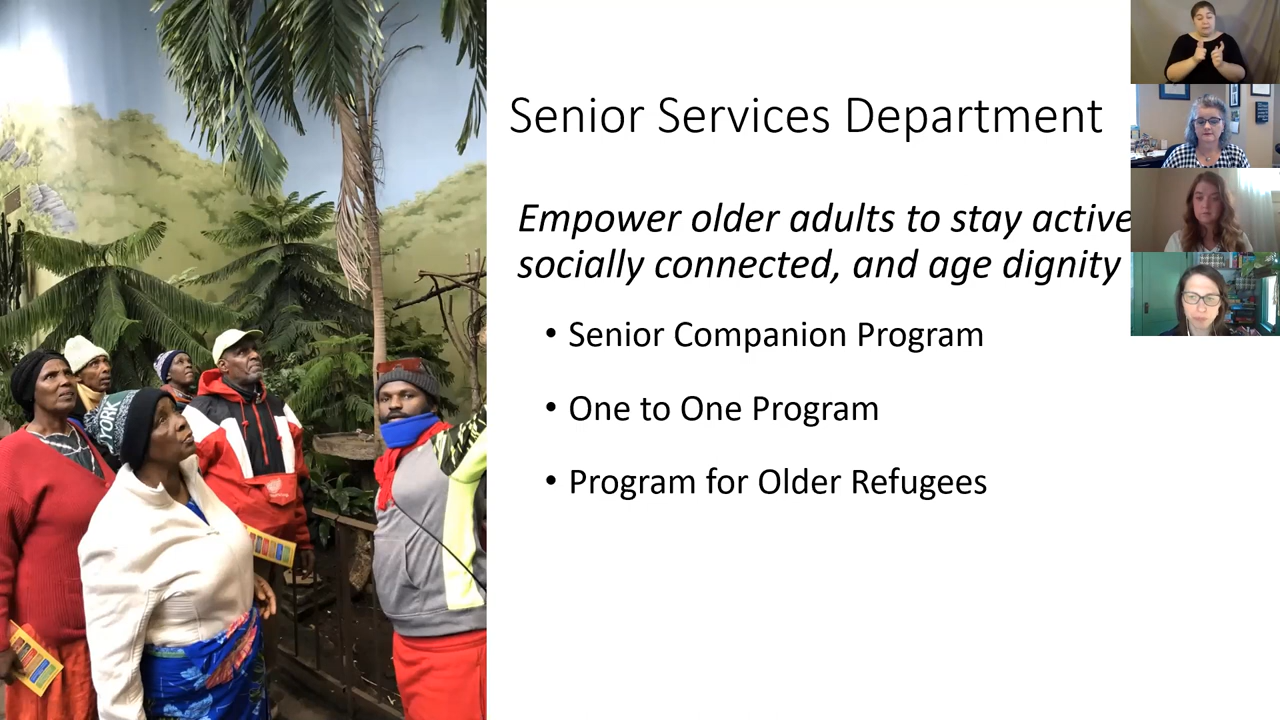 Senior Services Department
Empower older adults to stay active
socially connected, and age dignity
• Senior Companion Program
• One to One Program
• Program for Older Refugees
YORK